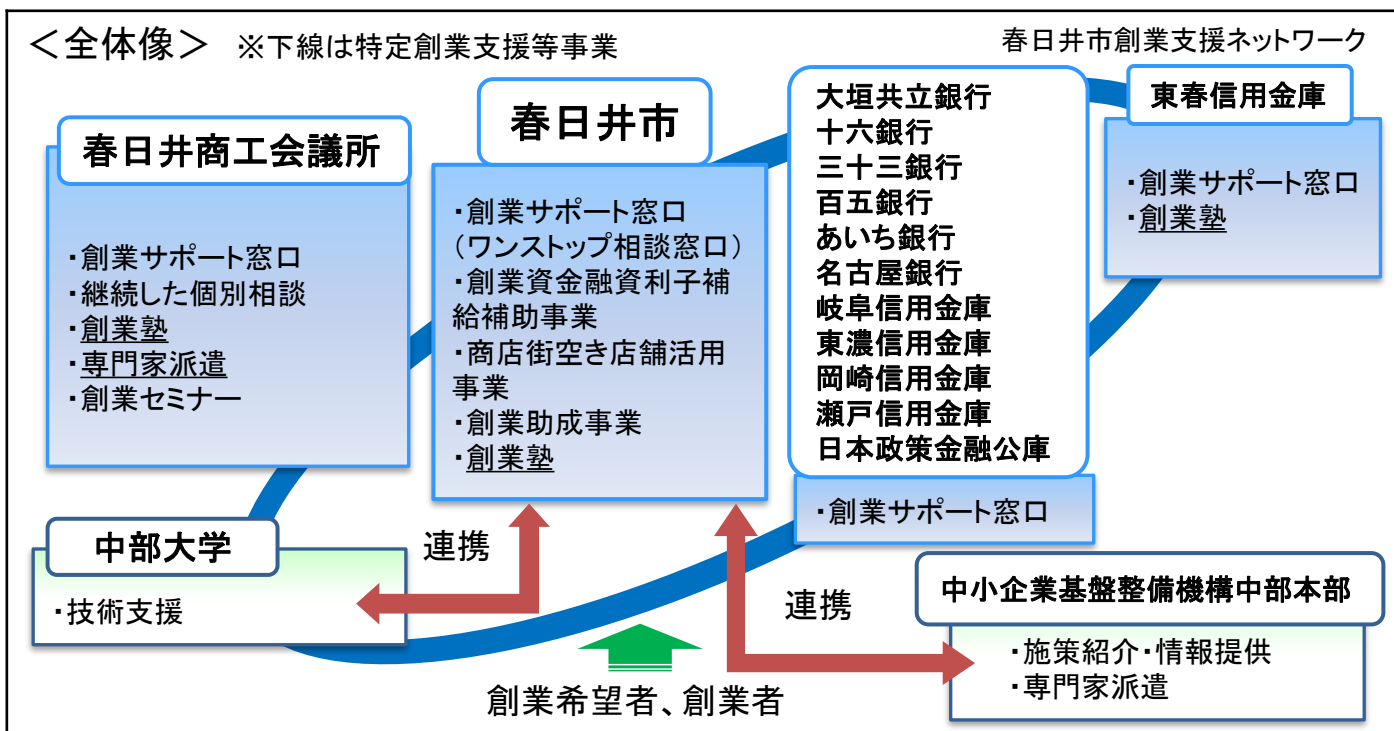 ＜全体像＞ ※下線は特定創業支援等事業
春日井市創業支援ネットワーク
春日井商工会議所
・創業サポート窓口
・継続した個別相談
・創業塾
・専門家派遣
・創業セミナー
春日井市
・創業サポート窓口
（ワンストップ相談窓口）
・創業資金融資利子補
給補助事業
・商店街空き店舗活用
事業
・創業助成事業
・創業塾
大垣共立銀行
十六銀行
三十三銀行
百五銀行
あいち銀行
名古屋銀行
岐阜信用金庫
東濃信用金庫
岡崎信用金庫
瀬戸信用金庫
日本政策金融公庫
・創業サポート窓口
東春信用金庫
・創業サポート窓口
・創業塾
中部大学
・技術支援
連携
連携
中小企業基盤整備機構中部本部
・施策紹介・情報提供
・専門家派遣
創業希望者、創業者